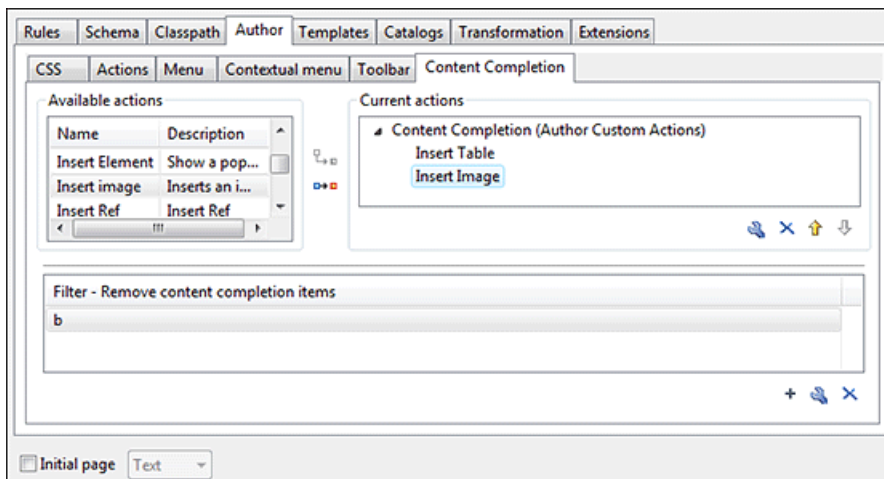 Rules Schema Classpath Author Templates Catalogs Transformation Extensions
CSS Actions Menu Contextual menu Toolbar Content Completion
Available actions
Name Description
Insert Element Show a pop...
Insert image Inserts an i...
Insert Ref Insert Ref
Current actions
Content Completion (Author Custom Actions)
Insert Table
Insert Image
Filter - Remove content completion items
b
Initial page Text